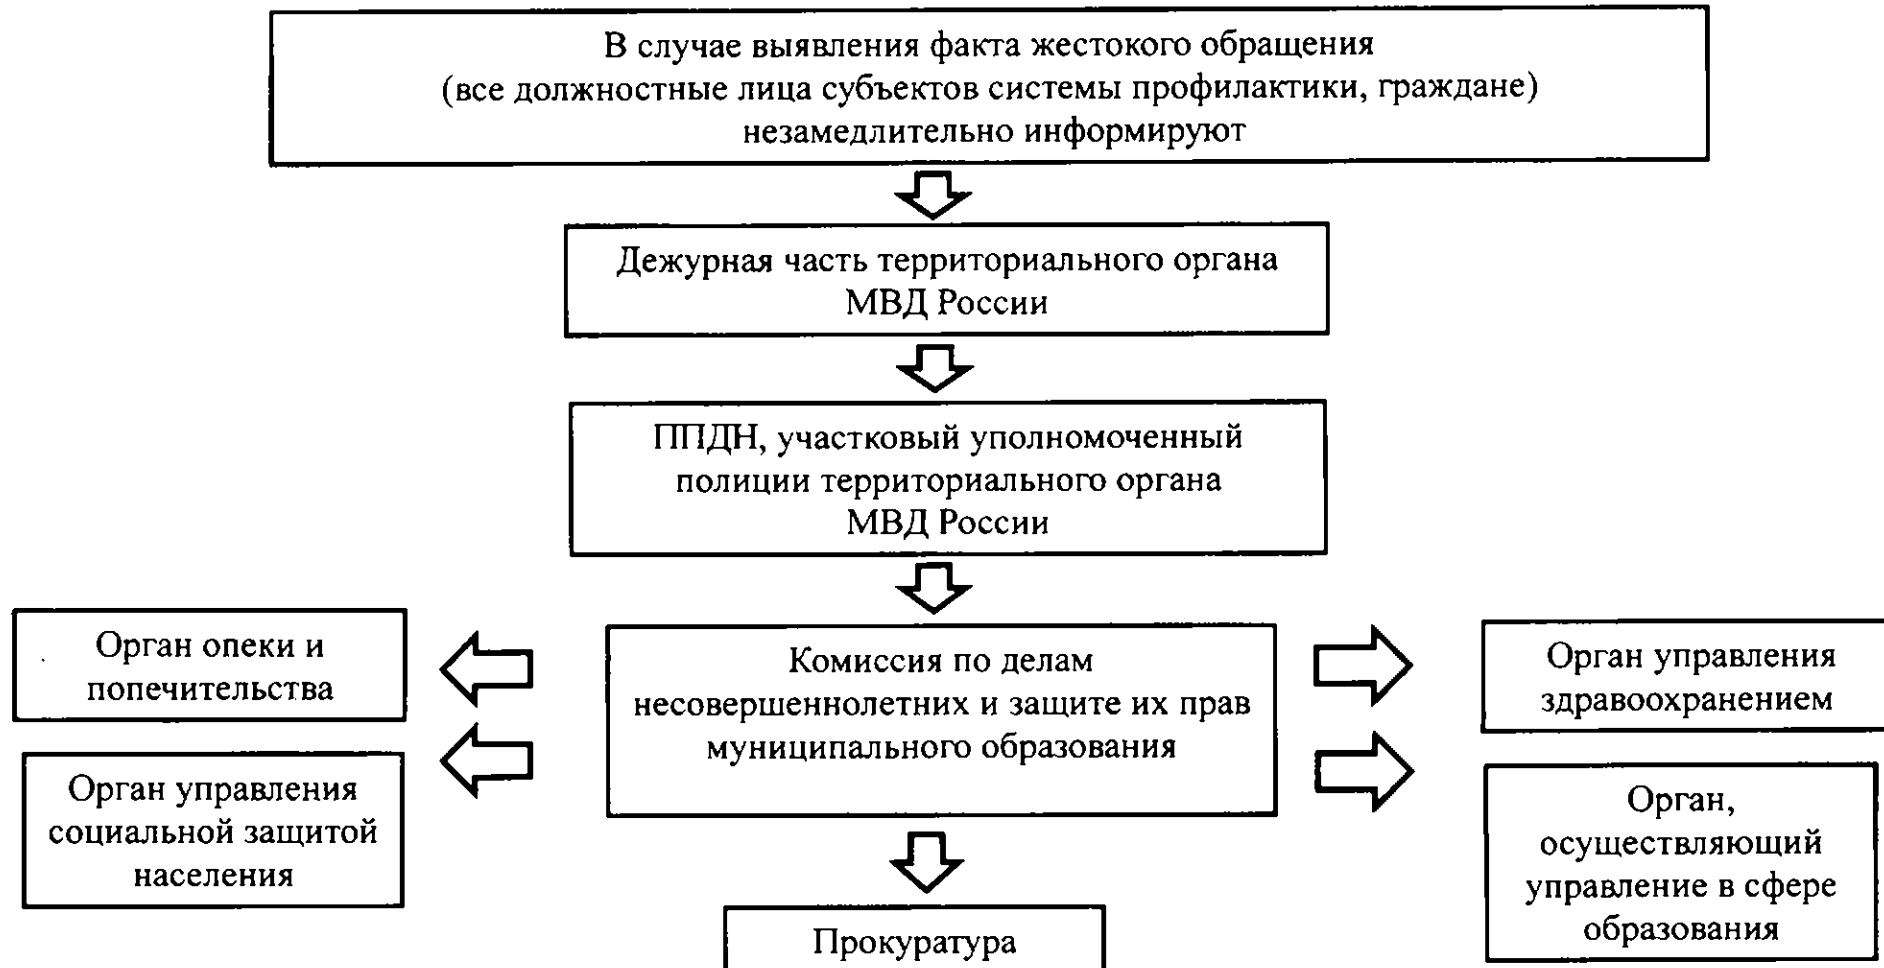 В случае выявления факта жестокого обращения
(все должностные лица субъектов системы профилактики, граждане)
незамедлительно информируют
Дежурная часть территориального органа
МВД России
ППДН, участковый уполномоченный
полиции территориального органа
МВД России
Орган опеки и
попечительства
Орган управления
социальной защитой
населения
Комиссия по делам
несовершеннолетних и защите их прав
муниципального образования
Орган управления
здравоохранением
Орган,
осуществляющий
управление в сфере
образования
Прокуратура